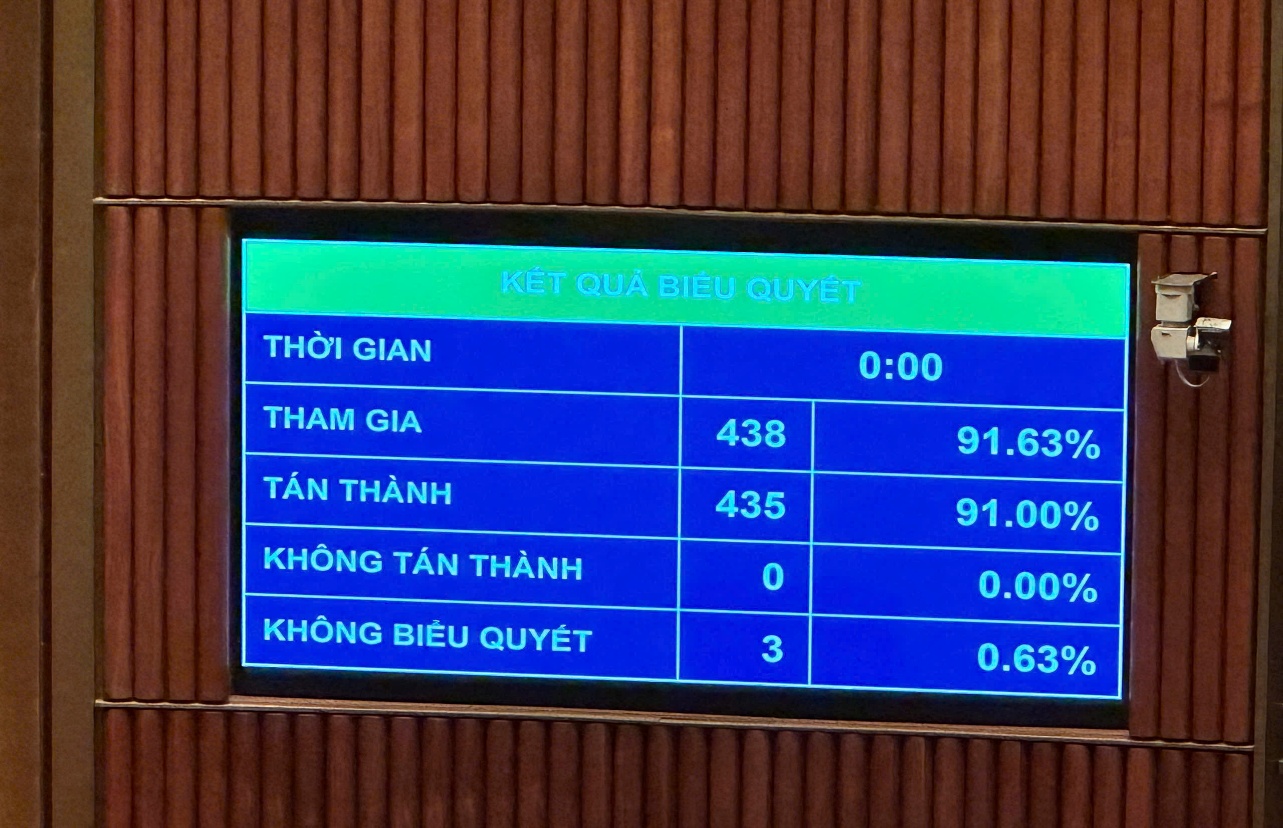 KẾT QUẢ BIỂU QUYẾT
THỜI GIAN 0:00
THAM GIA 438 91.63%
TÁN THÀNH 435 91.00%
KHÔNG TÁN THÀNH 0 0.00%
KHÔNG BIỂU QUYẾT 3 0.63%